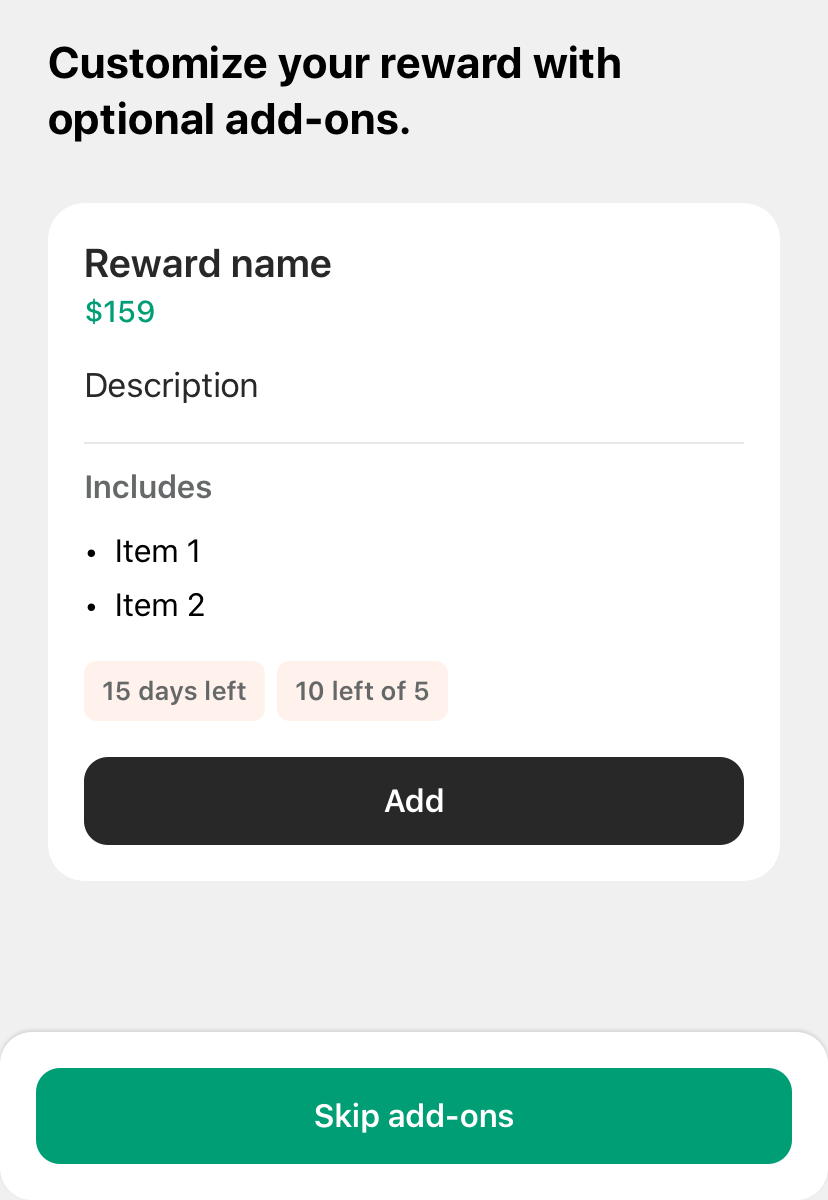 Customize your reward with
optional add-ons.
Reward name
$159
Description
Includes
• Item 1
• Item 2
15 days left
10 left of 5
Add
Skip add-ons